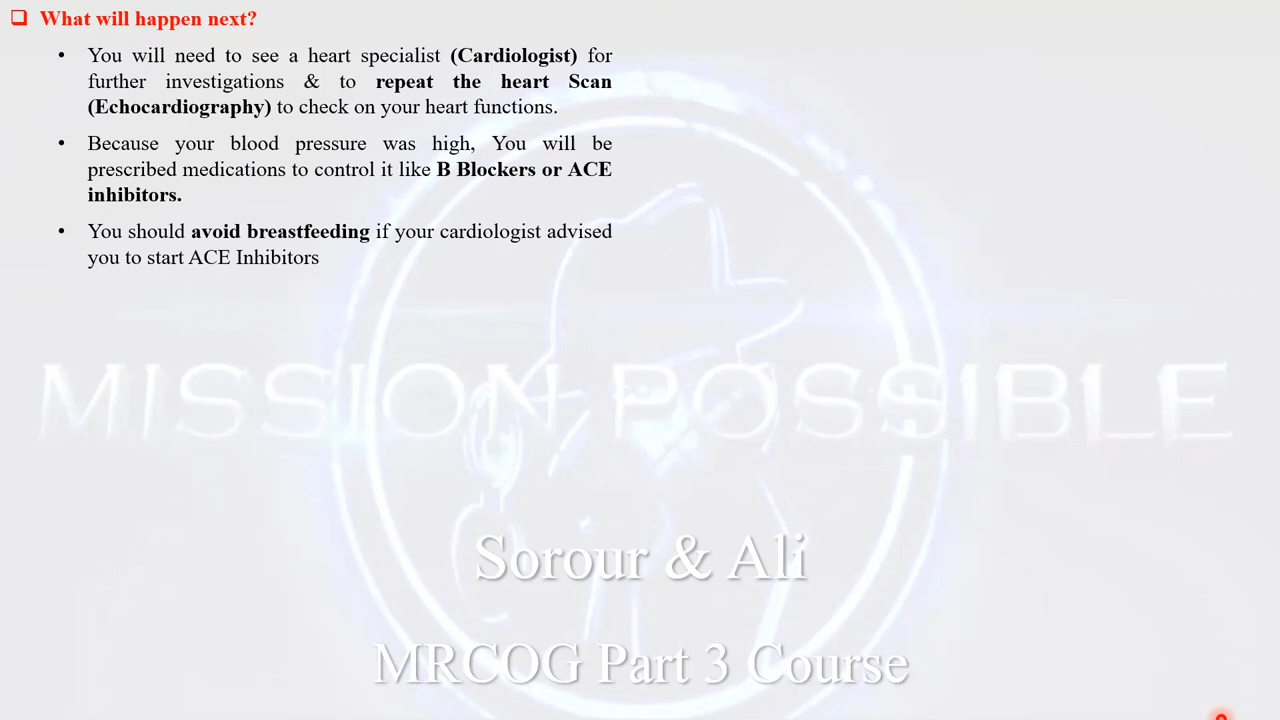 ❑ What will happen next?
• You will need to see a heart specialist (Cardiologist) for
further investigations & to repeat the heart Scan
(Echocardiography) to check on your heart functions.
• Because your blood pressure was high, You will be
prescribed medications to control it like B Blockers or ACE
inhibitors.
• You should avoid breastfeeding if your cardiologist advised
you to start ACE Inhibitors
MISSION POSSIBLE
Sorour & Ali
MRCOG Part 3 Course